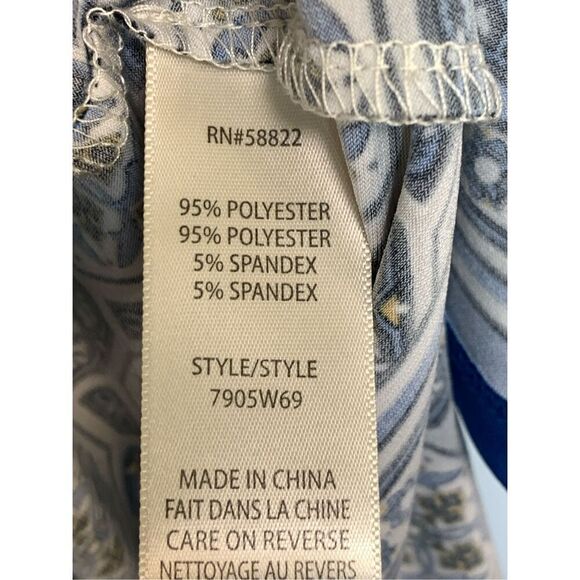 RN#58822
95% POLYESTER
95% POLYESTER
5% SPANDEX
5% SPANDEX
STYLE/STYLE
7905W69
MADE IN CHINA
FAIT DANS LA CHINE
CARE ON REVERSE
NETTOYAGE AU REVERS